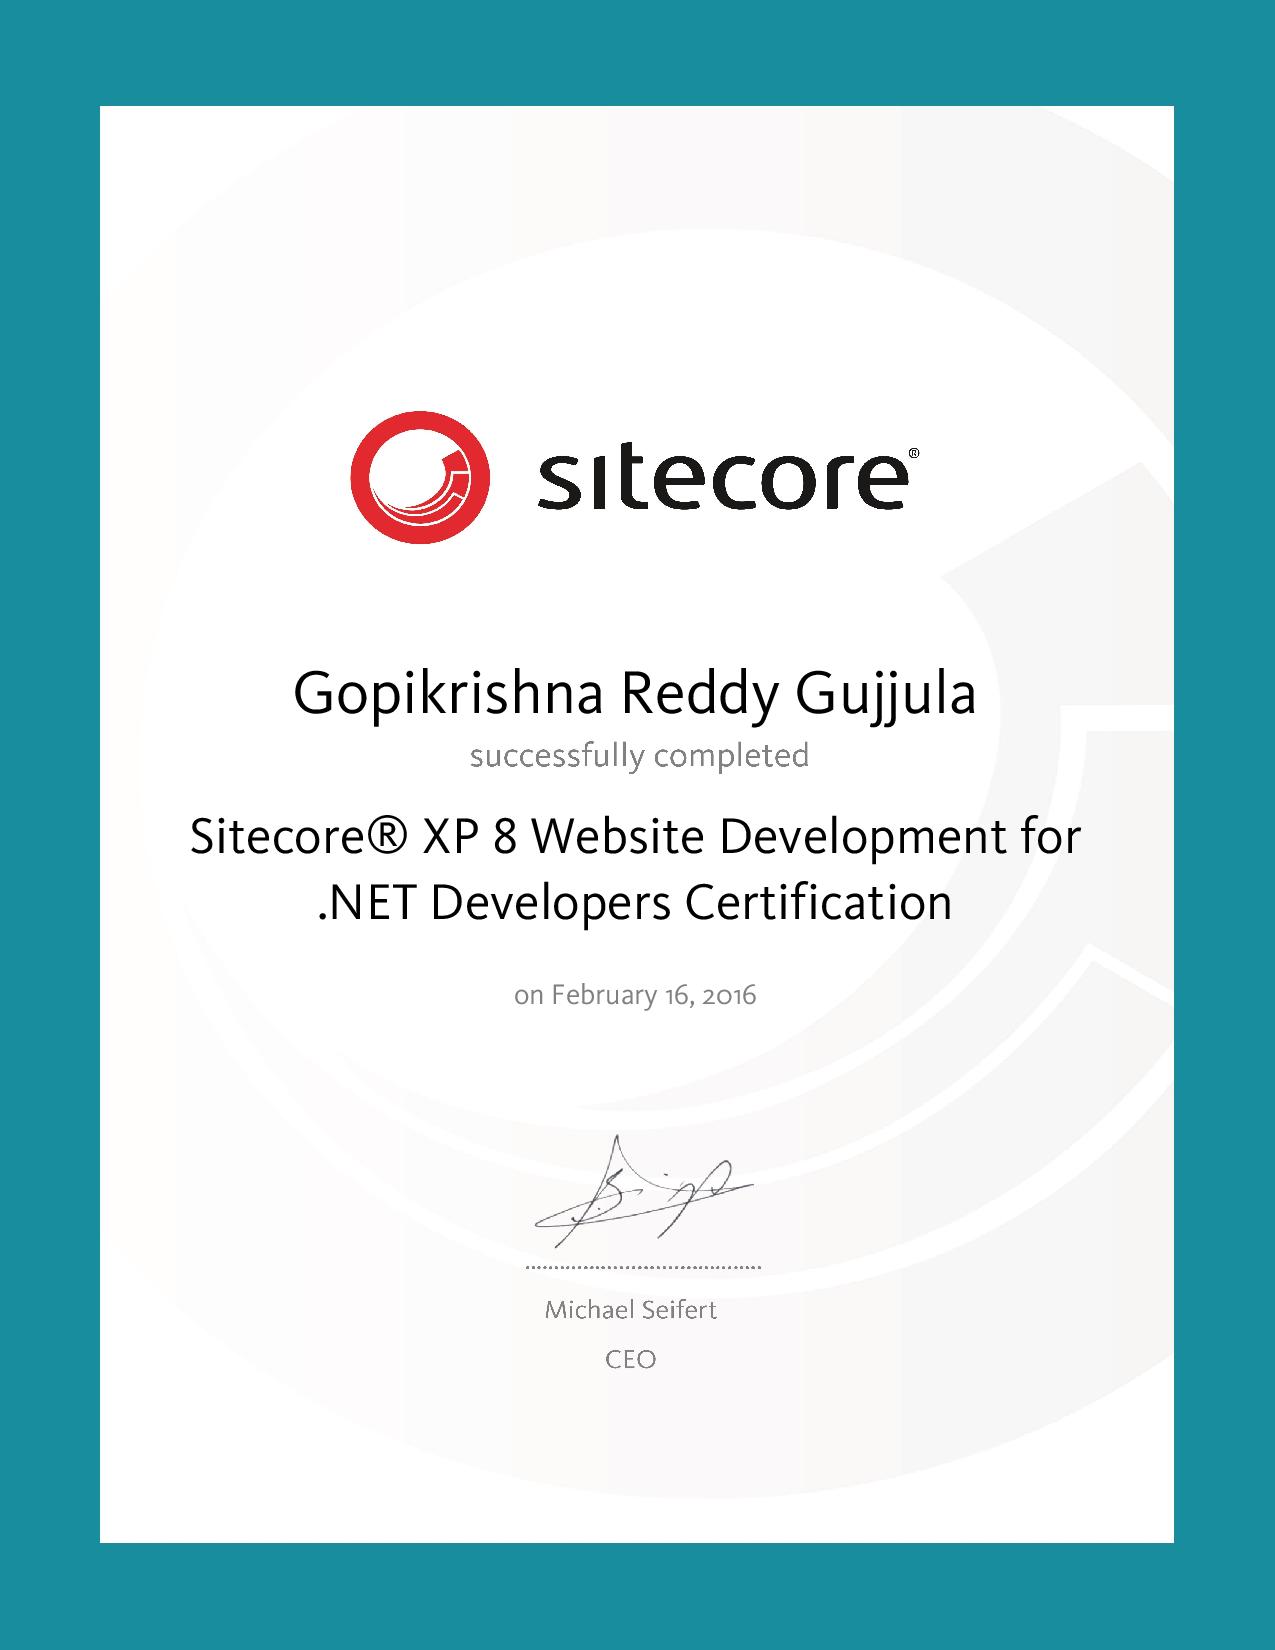 sitecore®
Gopikrishna Reddy Gujjula
successfully completed
Sitecore® XP 8 Website Development for
.NET Developers Certification
on February 16, 2016
Michael Seifert
CEO